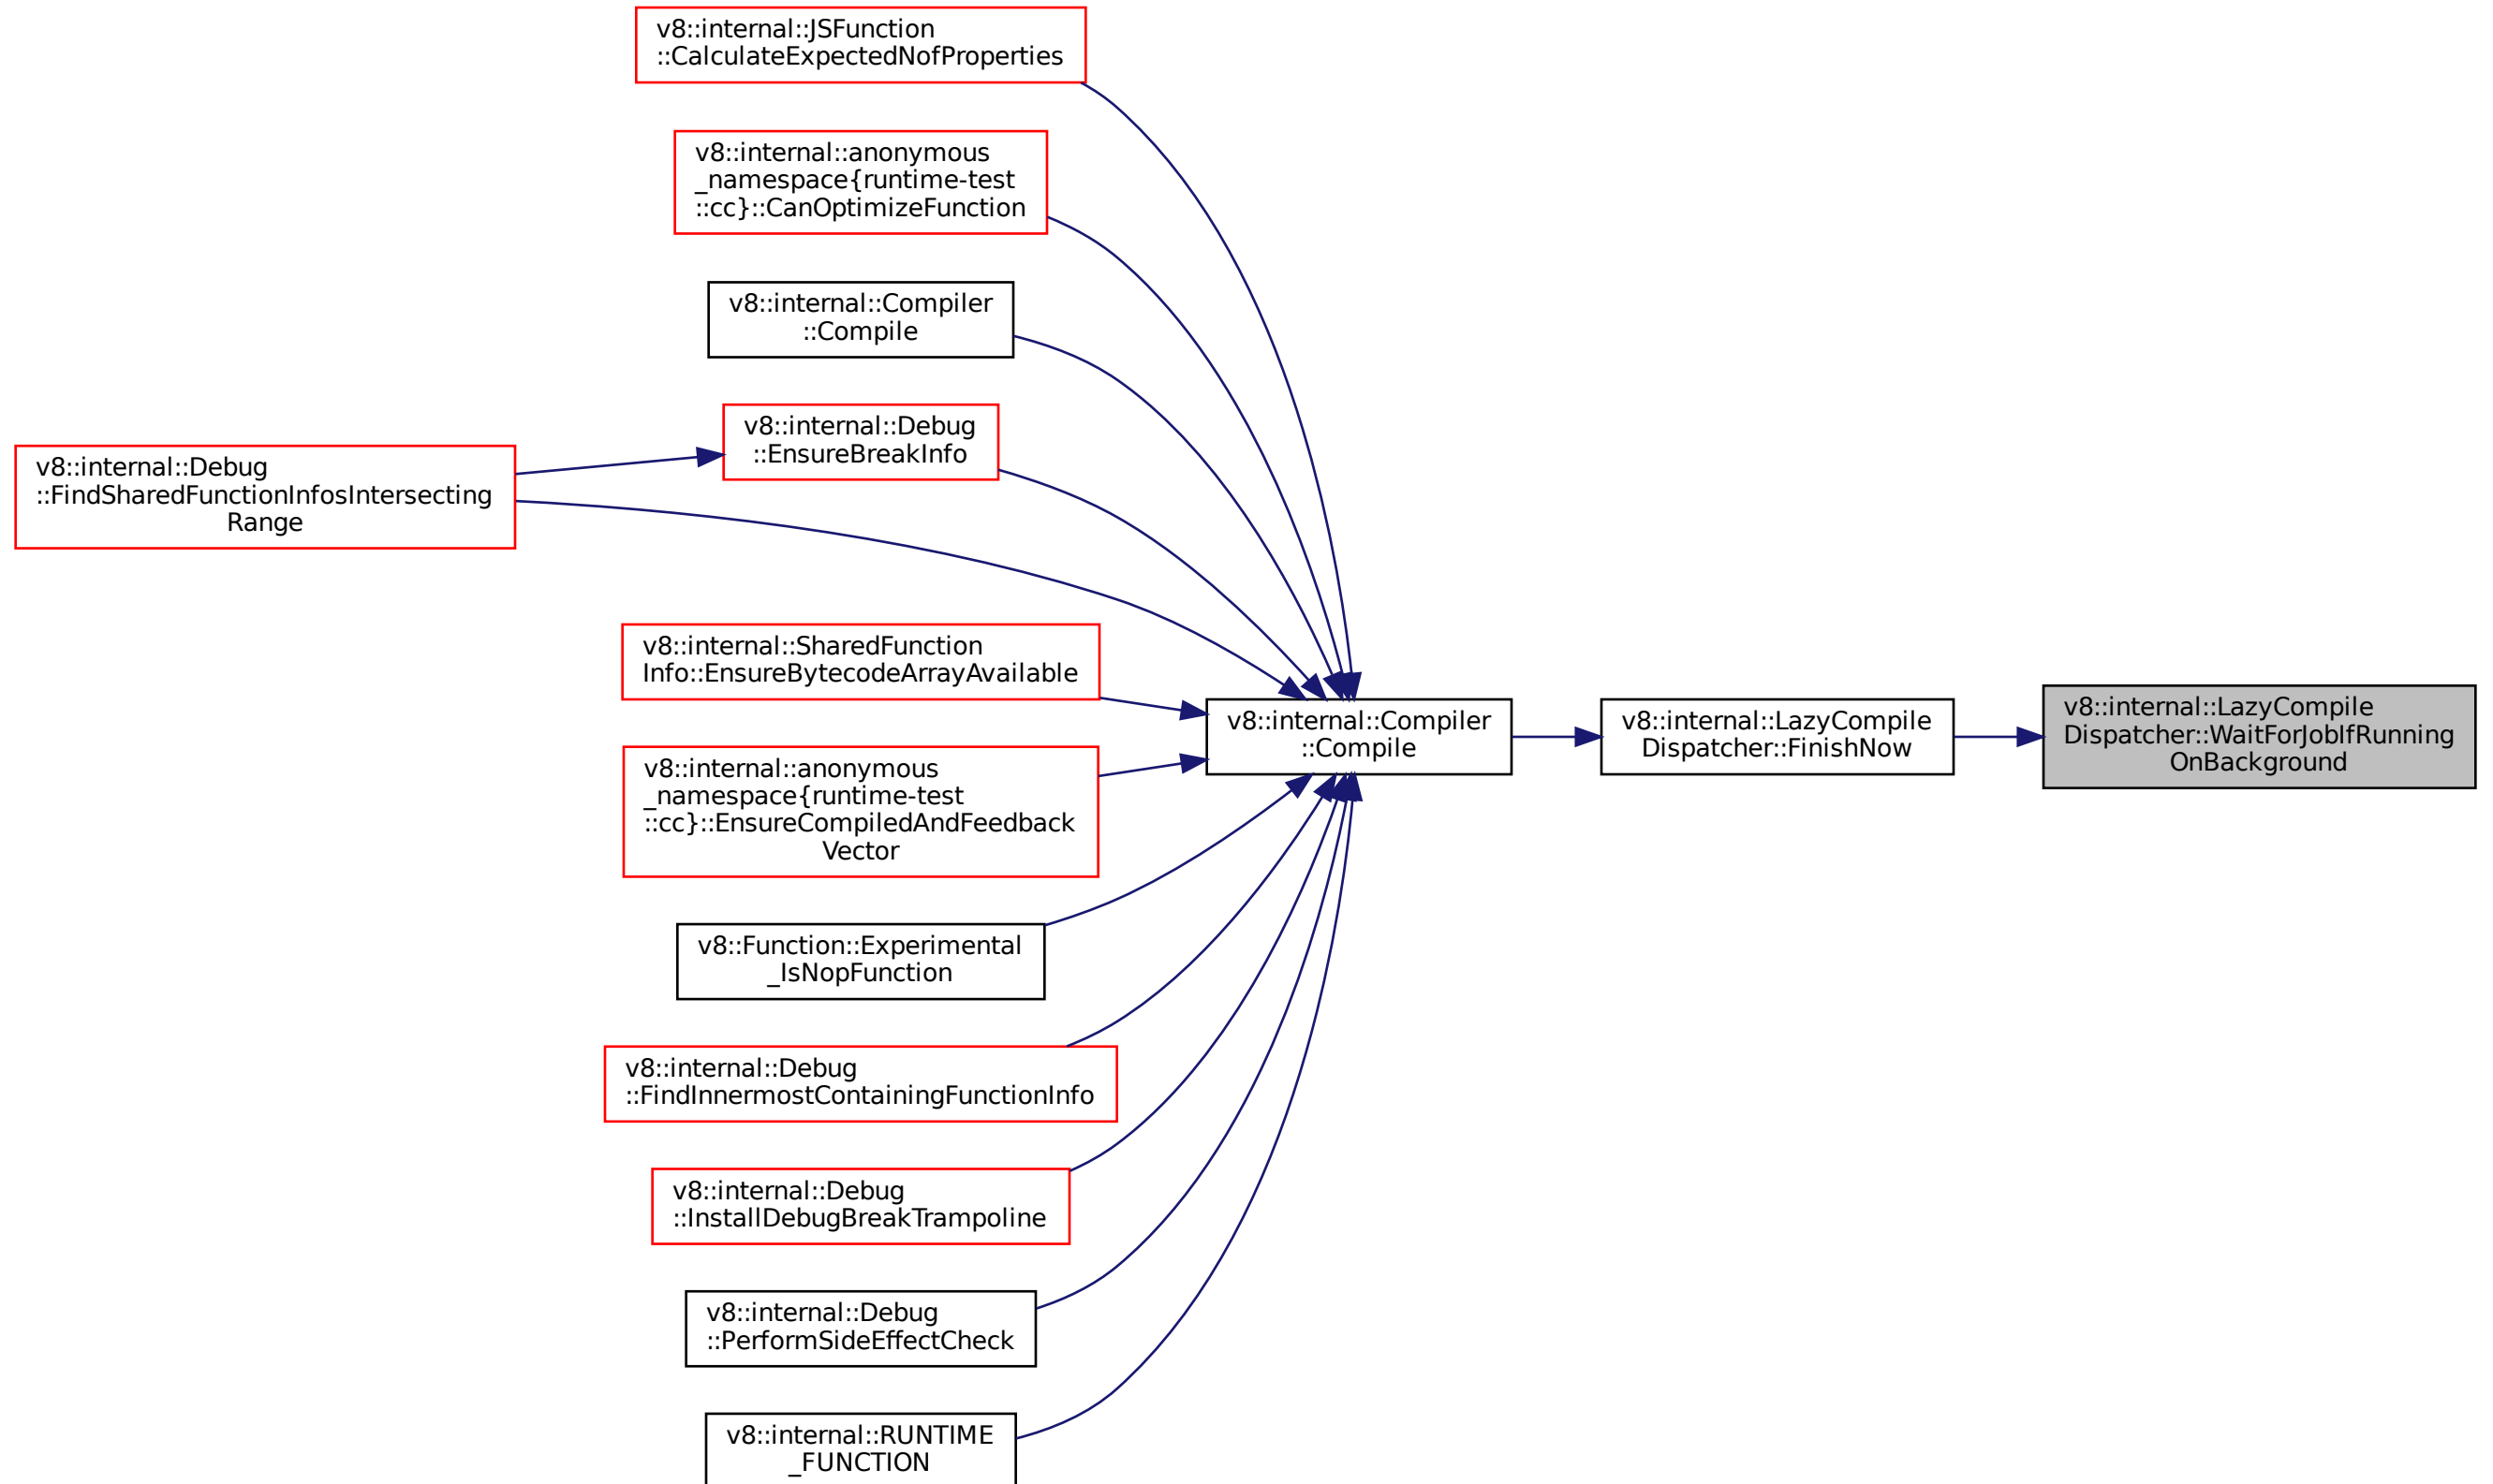 v8::internal::JSFunction
::CalculateExpectedNofProperties
v8::internal::anonymous
_namespace{runtime-test
::cc}::CanOptimizeFunction
v8::internal::Compiler
::Compile
v8::internal::Debug
::EnsureBreakInfo
v8::internal::Debug
::FindSharedFunctionInfosIntersecting
Range
v8::internal::SharedFunction
Info::EnsureBytecodeArrayAvailable
v8::internal::Compiler
::Compile
v8::internal::LazyCompile
Dispatcher::FinishNow
v8::internal::LazyCompile
Dispatcher::WaitForJobIfRunning
OnBackground
v8::internal::anonymous
_namespace{runtime-test
::cc}::EnsureCompiledAndFeedback
Vector
v8::Function::Experimental
_IsNopFunction
v8::internal::Debug
::FindInnermostContainingFunctionInfo
v8::internal::Debug
::InstallDebugBreakTrampoline
v8::internal::Debug
::PerformSideEffectCheck
v8::internal::RUNTIME
_FUNCTION